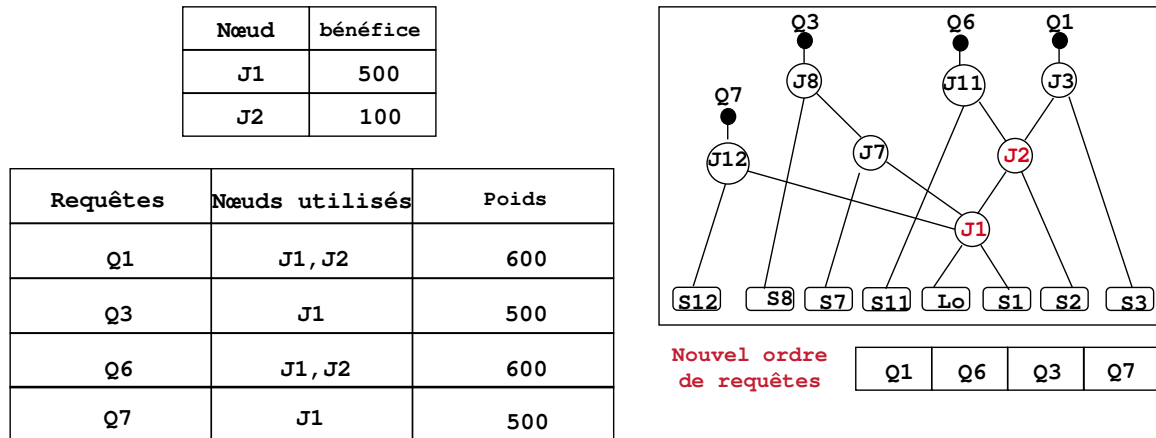 Nœud bénéfice
J1 500
J2 100
Requêtes Nœuds utilisés Poids
Q1 J1,J2 600
Q3 J1 500
Q6 J1,J2 600
Q7 J1 500
Q3 Q6 Q1
J8 J11 J3
Q7
J12 J7 J2
J1
S12 S8 S7 S11 Lo S1 S2 S3
Nouvel ordre
de requêtes
Q1 Q6 Q3 Q7